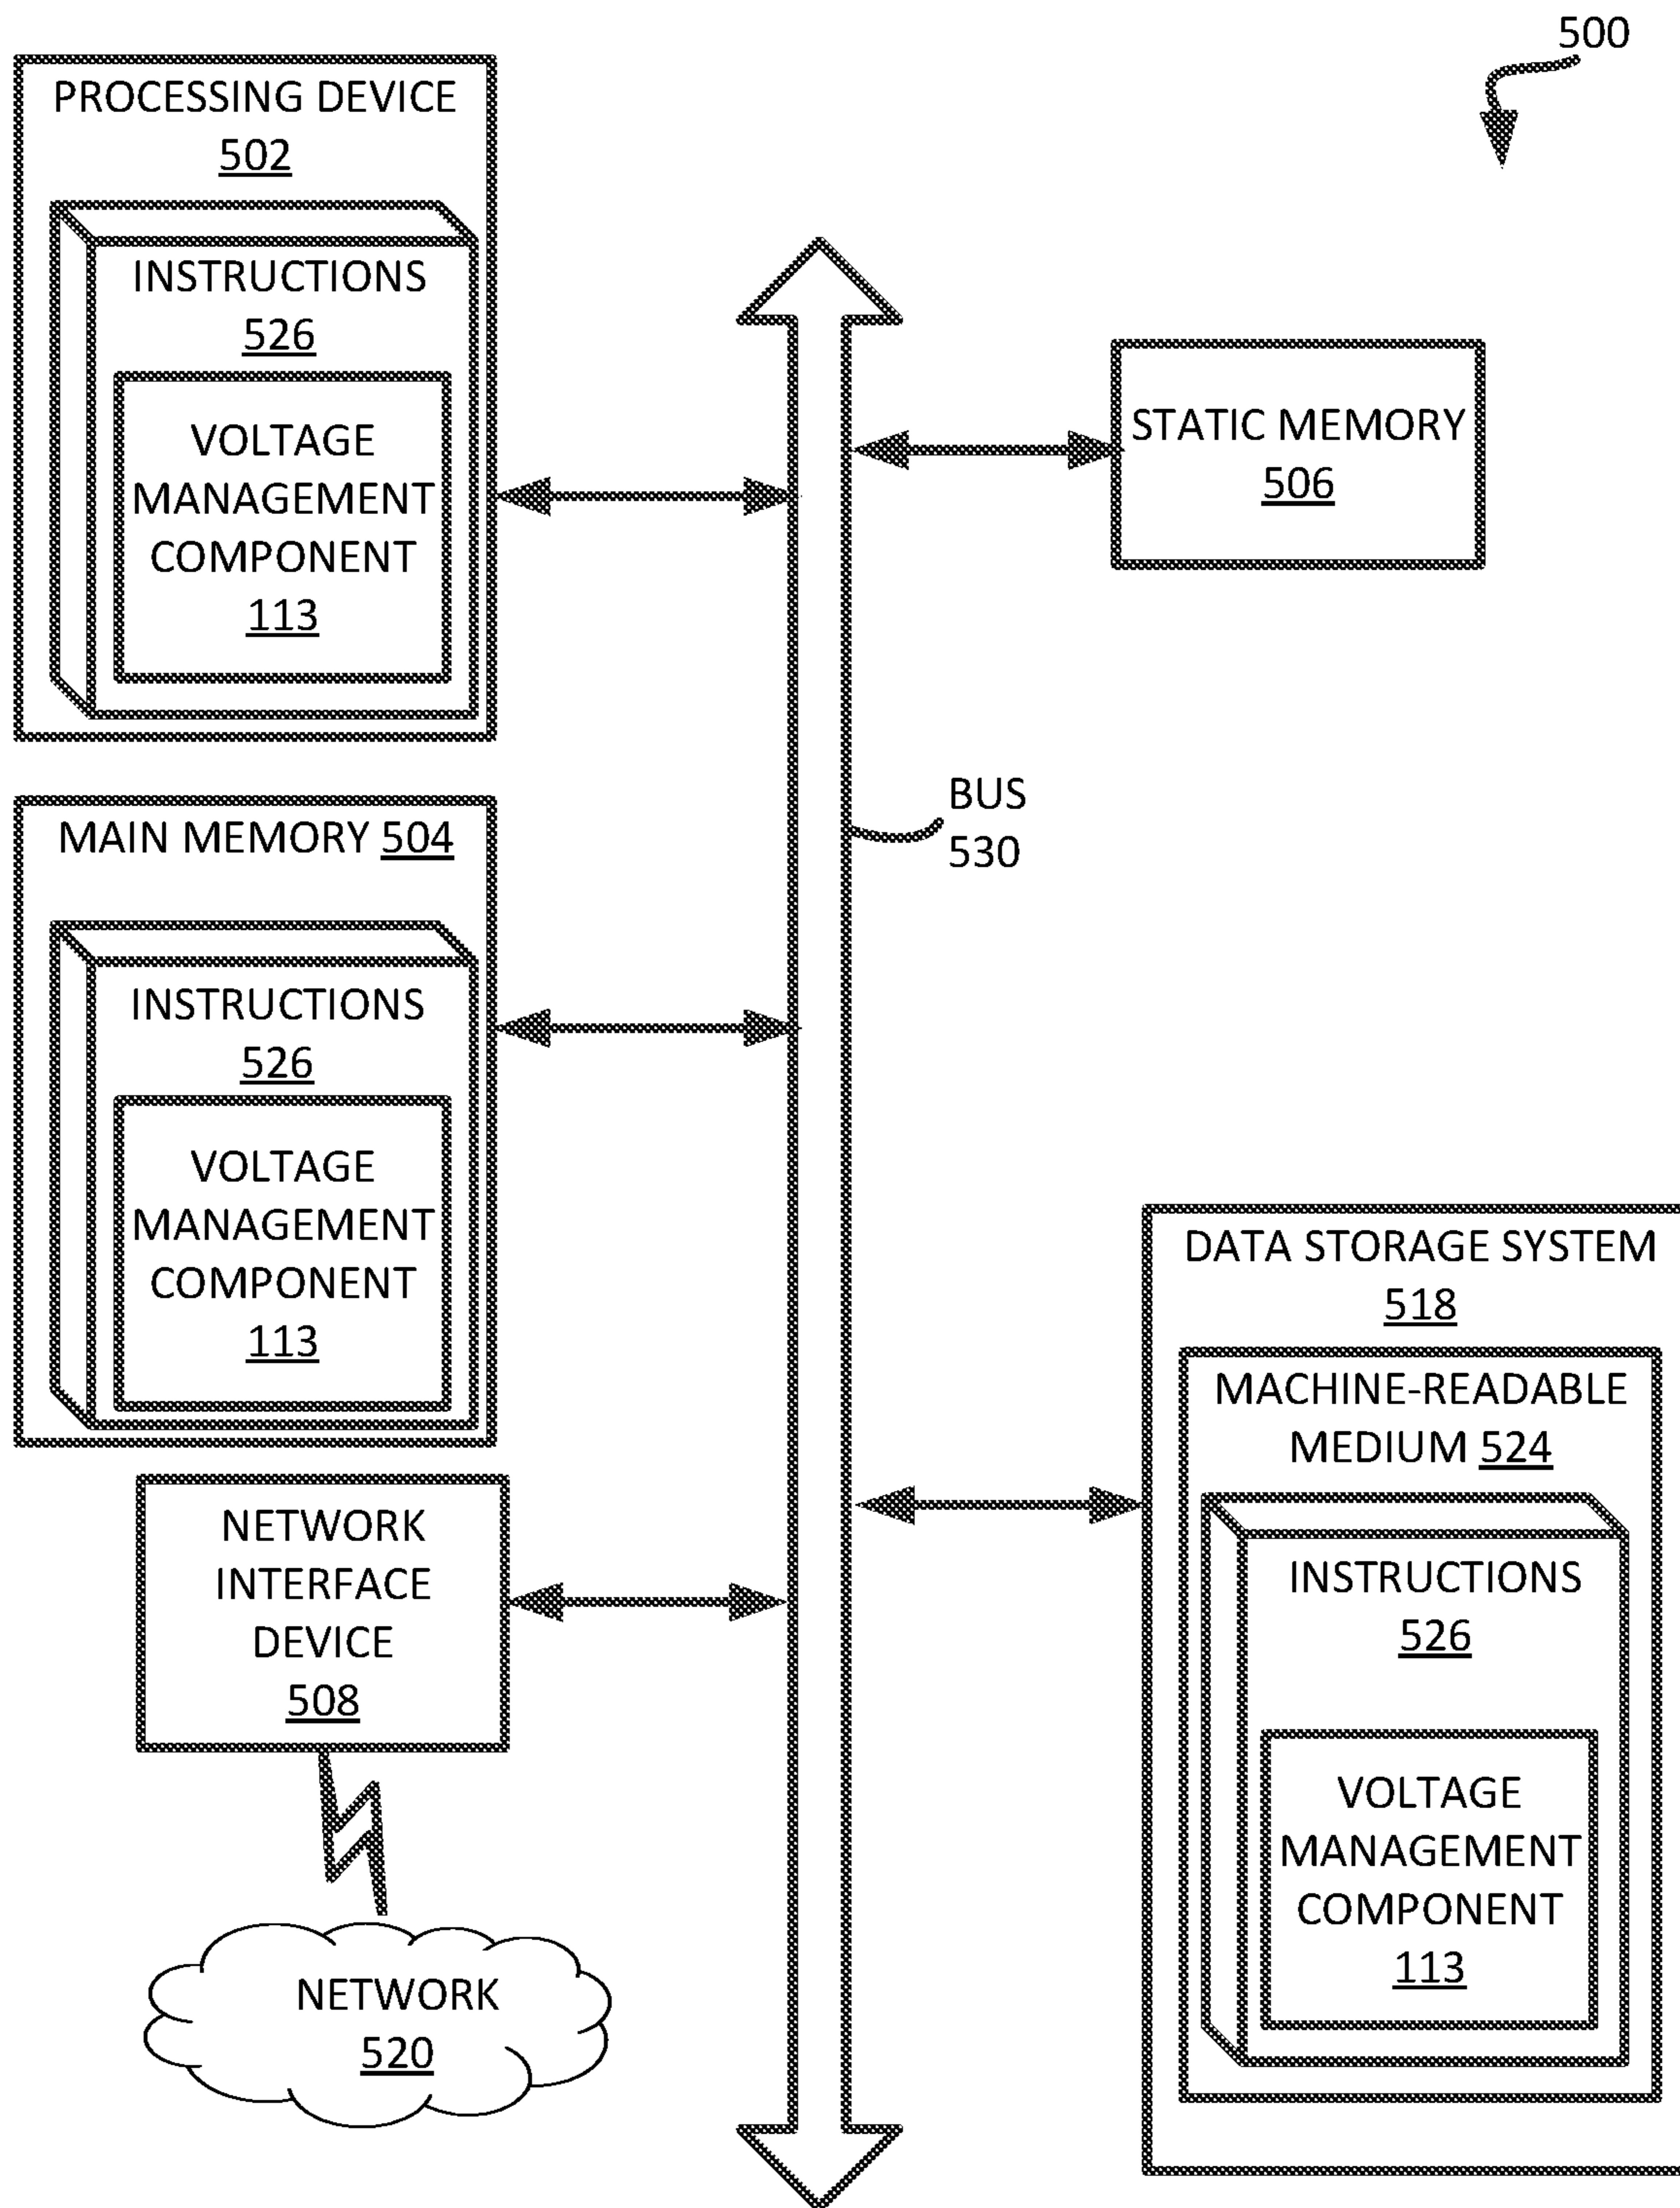 500
PROCESSING DEVICE
502
INSTRUCTIONS
526
VOLTAGE
MANAGEMENT
COMPONENT
113
STATIC MEMORY
506
BUS
530
MAIN MEMORY 504
INSTRUCTIONS
526
VOLTAGE
MANAGEMENT
COMPONENT
113
DATA STORAGE SYSTEM
518
MACHINE-READABLE
MEDIUM 524
INSTRUCTIONS
526
VOLTAGE
MANAGEMENT
COMPONENT
113
NETWORK
INTERFACE
DEVICE
508
NETWORK
520